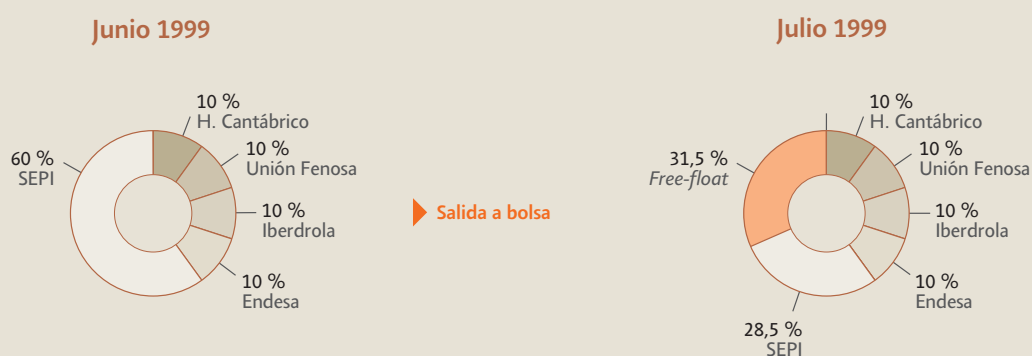 Junio 1999
10 %
H. Cantábrico
10 %
Unión Fenosa
60 %
SEPI
10 %
Iberdrola
10 %
Endesa
Salida a bolsa
Julio 1999
10 %
H. Cantábrico
10 %
Unión Fenosa
31,5 %
Free-float
10 %
Iberdrola
10 %
Endesa
28,5 %
SEPI